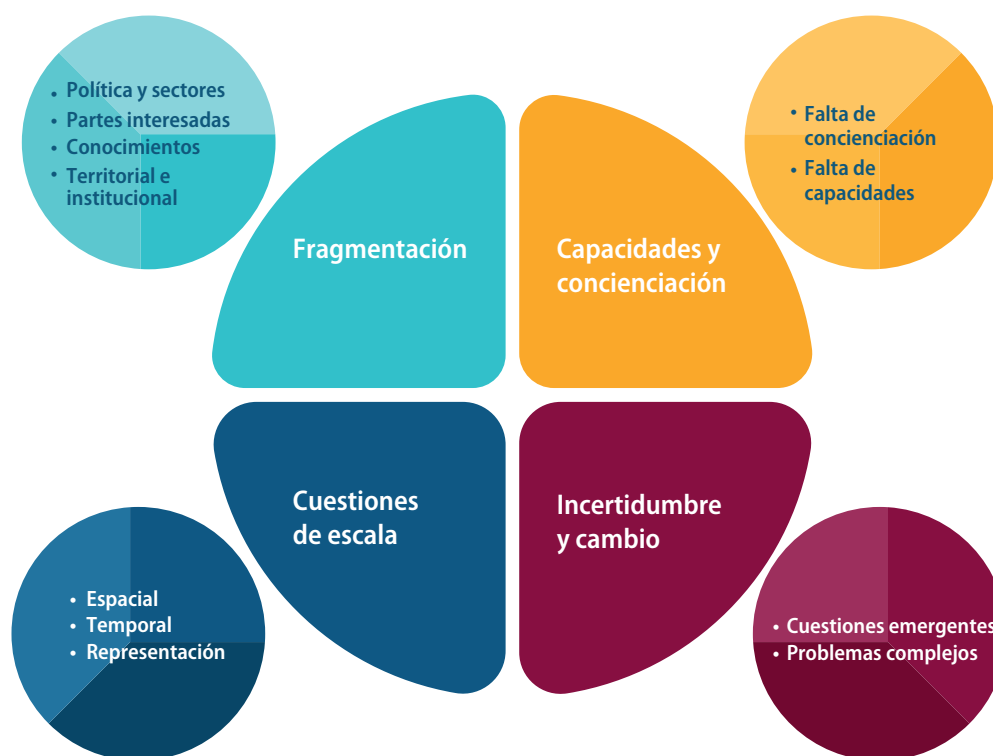 • Política y sectores
• Partes interesadas
• Conocimientos
• Territorial e
institucional
Fragmentación
Capacidades y
concienciación
• Falta de
concienciación
• Falta de
capacidades
Cuestiones
de escala
Incertidumbre
y cambio
• Espacial
• Temporal
• Representación
• Cuestiones emergentes
• Problemas complejos